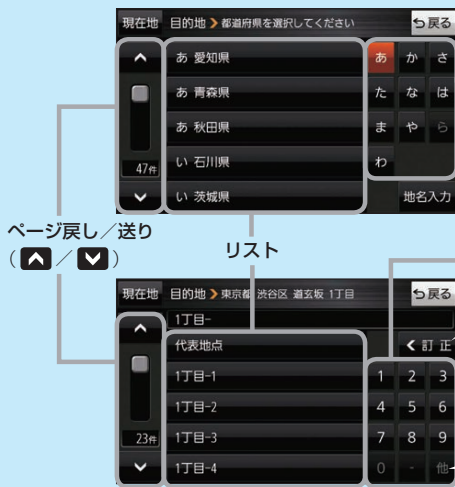 現在地 目的地 > 都道府県を選択してください 戻る
あ 愛知県 あ か さ
あ 青森県 た な は
あ 秋田県 ま や ら
47件 い 石川県 わ
い 茨城県 地名入力
ページ戻し／送り
（／）
リスト
現在地 目的地 > 東京都 渋谷区 道玄坂 1丁目 戻る
1丁目-
代表地点 < 訂 正
1丁目-1 1 2 3
1丁目-2 4 5 6
23件 1丁目-3 7 8 9
1丁目-4 0 - 他